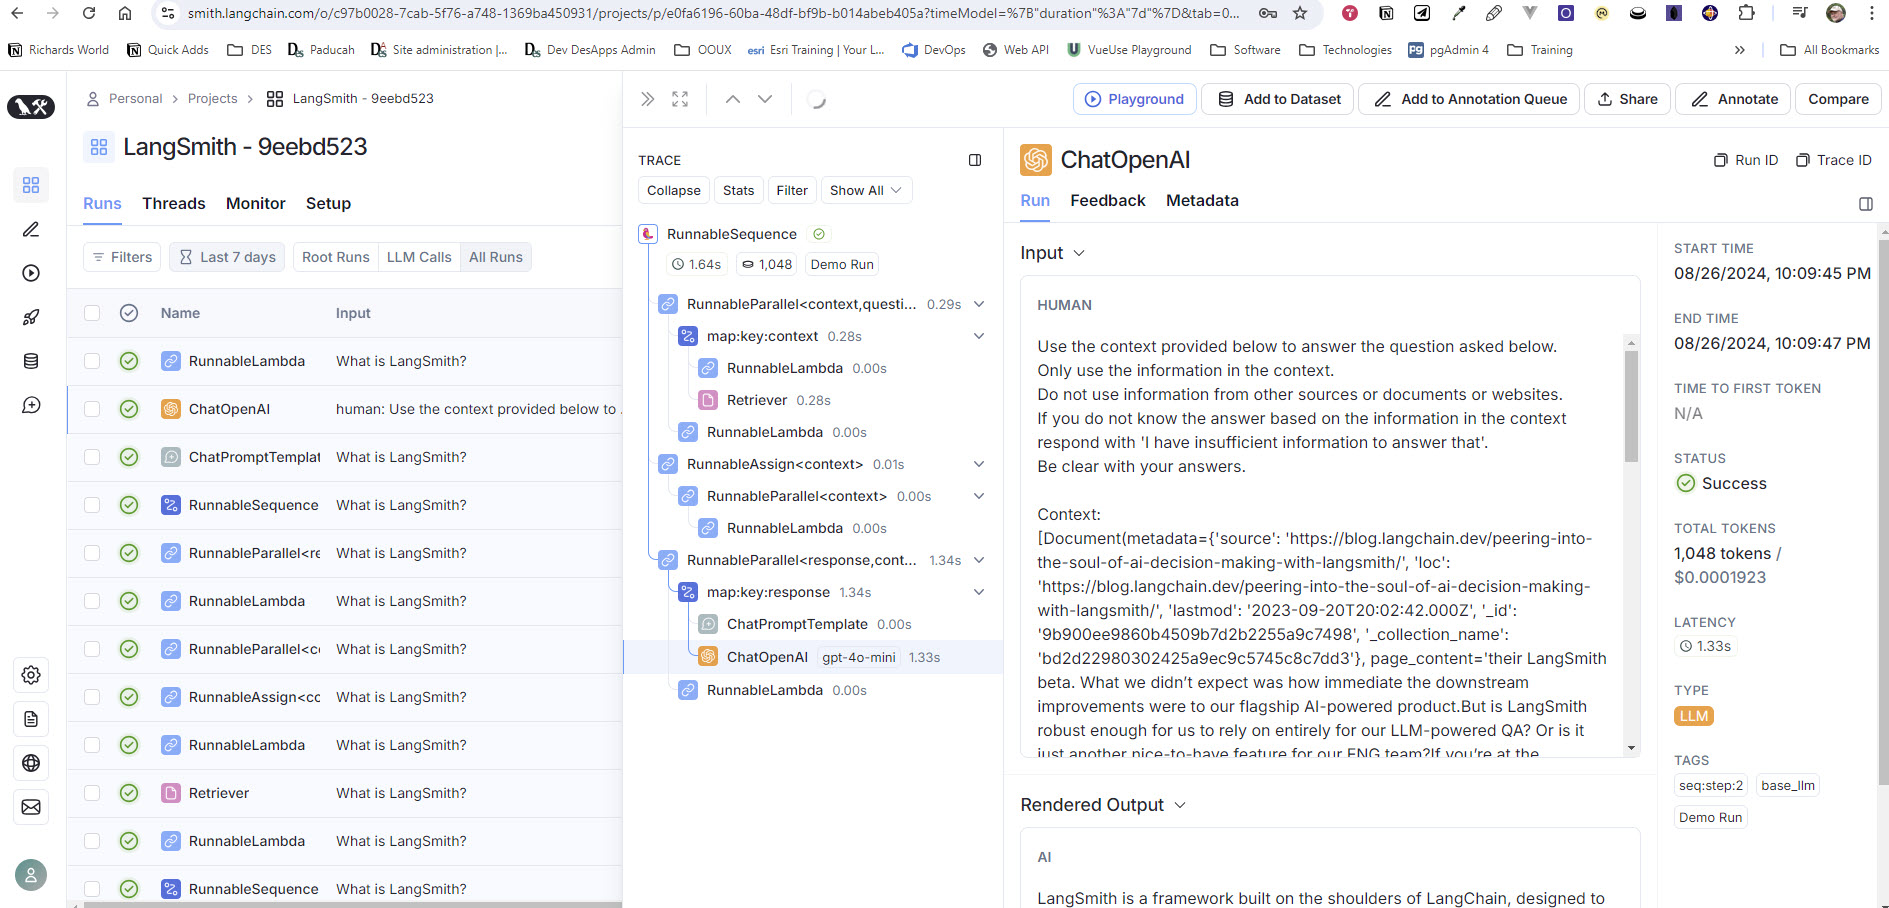 smith.langchain.com/o/c97b0028-7cab-5f76-a748-1369ba450931/projects/p/e0fa6196-60ba-48df-bf9b-b014abeb405a?timeModel=%7B"duration"%3A"7d"%7D&tab=0...
Richards World
Quick Adds
DES
Paducah
Site administration |...
Dev DesApps Admin
OOUX
esri Esri Training | Your L...
DevOps
Web API
VueUse Playground
Software
Technologies
pgAdmin 4
Training
»
All Bookmarks
Personal > Projects > LangSmith - 9eebd523
LangSmith - 9eebd523
Runs Threads Monitor Setup
Filters Last 7 days Root Runs LLM Calls All Runs
Name Input
RunnableLambda What is LangSmith?
ChatOpenAI human: Use the context provided below to .
ChatPromptTemplat What is LangSmith?
RunnableSequence What is LangSmith?
RunnableParallel<re What is LangSmith?
RunnableLambda What is LangSmith?
RunnableParallel<co What is LangSmith?
RunnableAssign<cc What is LangSmith?
RunnableLambda What is LangSmith?
Retriever What is LangSmith?
RunnableLambda What is LangSmith?
RunnableSequence What is LangSmith?
Playground Add to Dataset Add to Annotation Queue Share Annotate Compare
TRACE
Collapse Stats Filter Show All
RunnableSequence
1.64s 1,048 Demo Run
RunnableParallel<context,questi... 0.29s
map:key:context 0.28s
RunnableLambda 0.00s
Retriever 0.28s
RunnableLambda 0.00s
RunnableAssign<context> 0.01s
RunnableParallel<context> 0.00s
RunnableLambda 0.00s
RunnableParallel<response,cont... 1.34s
map:key:response 1.34s
ChatPromptTemplate 0.00s
ChatOpenAI gpt-4o-mini 1.33s
RunnableLambda 0.00s
ChatOpenAI
Run ID Trace ID
Run Feedback Metadata
Input
HUMAN
Use the context provided below to answer the question asked below.
Only use the information in the context.
Do not use information from other sources or documents or websites.
If you do not know the answer based on the information in the context
respond with 'I have insufficient information to answer that'.
Be clear with your answers.
Context:
[Document(metadata={'source': 'https://blog.langchain.dev/peering-into-
the-soul-of-ai-decision-making-with-langsmith/', 'loc':
'https://blog.langchain.dev/peering-into-the-soul-of-ai-decision-making-
with-langsmith/', 'lastmod': '2023-09-20T20:02:42.000Z', '_id':
'9b900ee9860b4509b7d2b2255a9c7498', '_collection_name':
'bd2d22980302425a9ec9c5745c8c7dd3'}, page_content='their LangSmith
beta. What we didn’t expect was how immediate the downstream
improvements were to our flagship AI-powered product.But is LangSmith
robust enough for us to rely on entirely for our LLM-powered QA? Or is it
just another nice-to-have feature for our ENG team?If you’re at the
Rendered Output
AI
LangSmith is a framework built on the shoulders of LangChain, designed to
START TIME
08/26/2024, 10:09:45 PM
END TIME
08/26/2024, 10:09:47 PM
TIME TO FIRST TOKEN
N/A
STATUS
Success
TOTAL TOKENS
1,048 tokens /
$0.0001923
LATENCY
1.33s
TYPE
LLM
TAGS
seq:step:2 base_llm
Demo Run